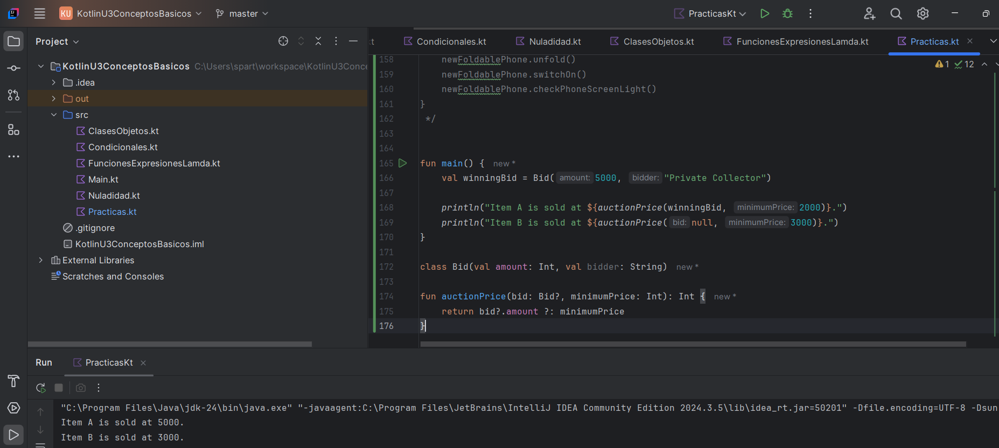 KU KotlinU3ConceptosBasicos master PracticasKt
Project
KotlinU3ConceptosBasicos C:\Users\spart\workspace\KotlinU3Conce
.idea
out
src
ClasesObjetos.kt
Condicionales.kt
FuncionesExpresionesLamda.kt
Main.kt
Nuladidad.kt
Practicas.kt
.gitignore
KotlinU3ConceptosBasicos.iml
External Libraries
Scratches and Consoles
t Condicionales.kt Nuladidad.kt ClasesObjetos.kt FuncionesExpresionesLamda.kt Practicas.kt
1 12
158 newFoldablePhone.unfold()
159 newFoldablePhone.switchOn()
160 newFoldablePhone.checkPhoneScreenLight()
161 }
162 */
163
164
165 fun main() { new *
166 val winningBid = Bid( amount: 5000, bidder: "Private Collector")
167
168 println("Item A is sold at ${auctionPrice(winningBid, minimumPrice: 2000)}.")
169 println("Item B is sold at ${auctionPrice( bid: null, minimumPrice: 3000)}.")
170 }
171
172 class Bid(val amount: Int, val bidder: String) new *
173
174 fun auctionPrice(bid: Bid?, minimumPrice: Int): Int { new *
175 return bid?.amount ?: minimumPrice
176 }
Run PracticasKt
"C:\Program Files\Java\jdk-24\bin\java.exe" "-javaagent:C:\Program Files\JetBrains\IntelliJ IDEA Community Edition 2024.3.5\lib\idea_rt.jar=50201" -Dfile.encoding=UTF-8 -Dsun
Item A is sold at 5000.
Item B is sold at 3000.